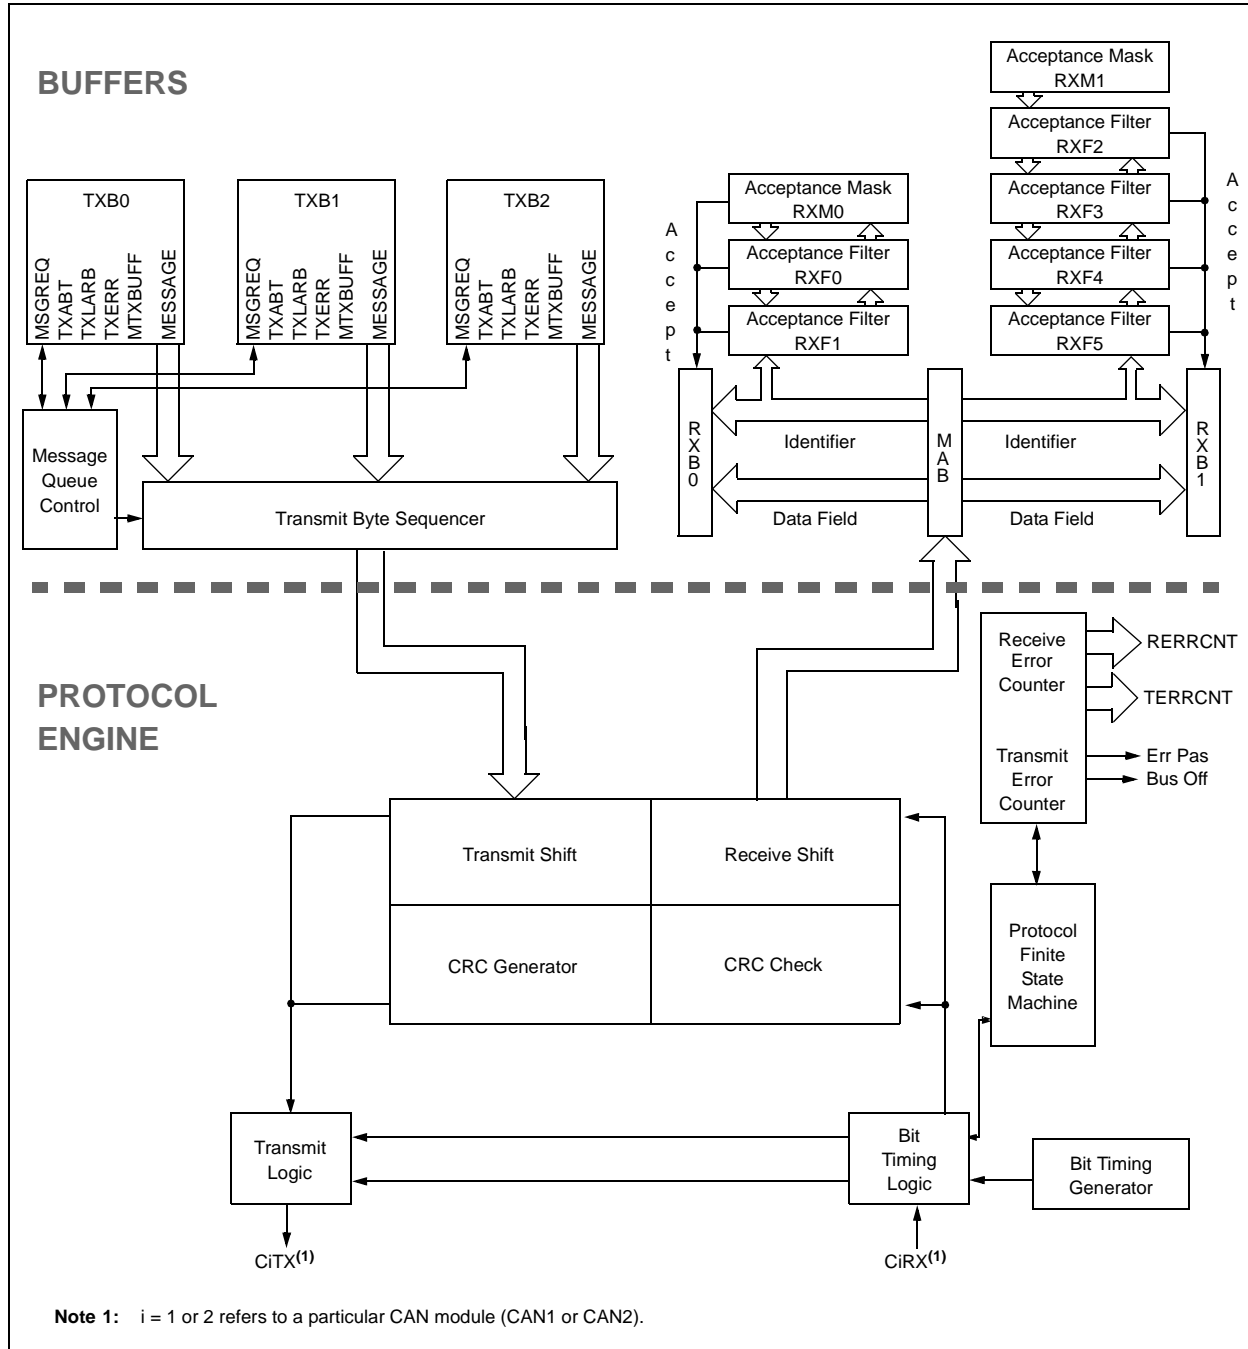 BUFFERS
Acceptance Mask
RXM1
Acceptance Filter
RXF2
Acceptance Filter
RXF3
Acceptance Filter
RXF4
Acceptance Filter
RXF5
Accept
Acceptance Mask
RXM0
Acceptance Filter
RXF0
Acceptance Filter
RXF1
Accept
TXB0
MSGREQ
TXABT
TXLARB
TXERR
MTXBUFF
MESSAGE
TXB1
MSGREQ
TXABT
TXLARB
TXERR
MTXBUFF
MESSAGE
TXB2
MSGREQ
TXABT
TXLARB
TXERR
MTXBUFF
MESSAGE
Message
Queue
Control
Transmit Byte Sequencer
RXB0
Identifier
Data Field
MAB
Identifier
Data Field
RXB1
PROTOCOL
ENGINE
Receive
Error
Counter
Transmit
Error
Counter
RERRCNT
TERRCNT
Err Pas
Bus Off
Transmit Shift
Receive Shift
CRC Generator
CRC Check
Protocol
Finite
State
Machine
Transmit
Logic
Bit
Timing
Logic
Bit Timing
Generator
CiTX(1)
CiRX(1)
Note 1: i = 1 or 2 refers to a particular CAN module (CAN1 or CAN2).